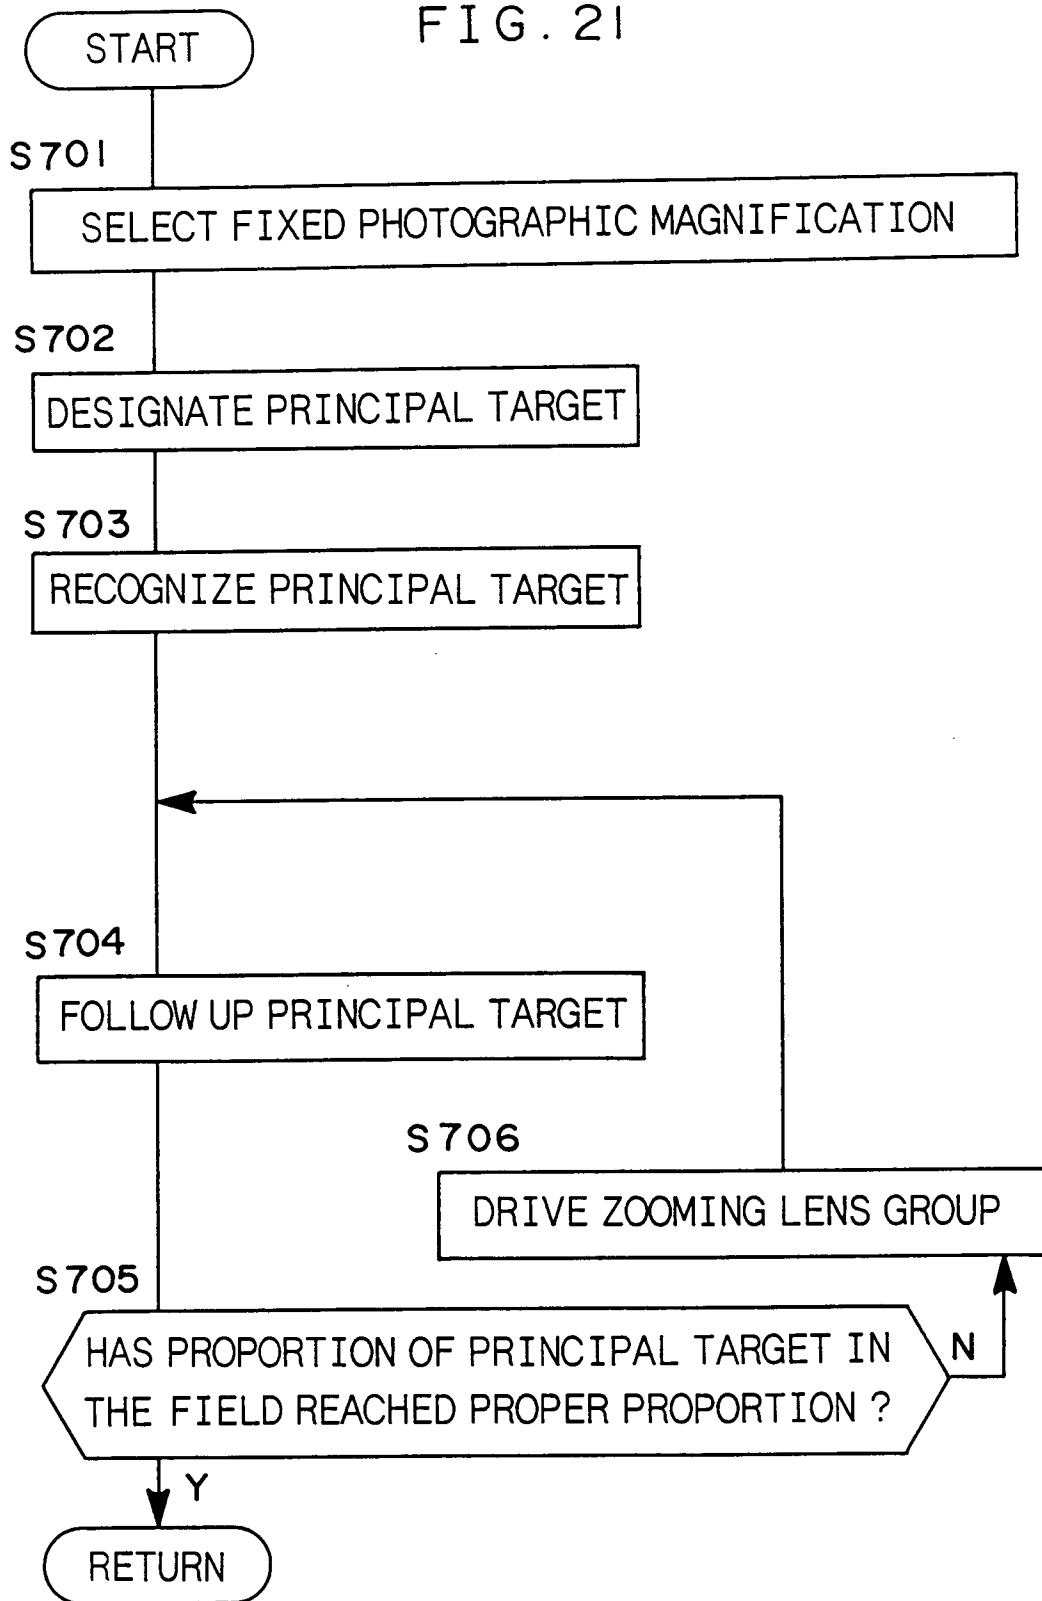 FIG. 21
START
S701
SELECT FIXED PHOTOGRAPHIC MAGNIFICATION
S702
DESIGNATE PRINCIPAL TARGET
S703
RECOGNIZE PRINCIPAL TARGET
S704
FOLLOW UP PRINCIPAL TARGET
S706
DRIVE ZOOMING LENS GROUP
S705
HAS PROPORTION OF PRINCIPAL TARGET IN
THE FIELD REACHED PROPER PROPORTION ?
N
Y
RETURN